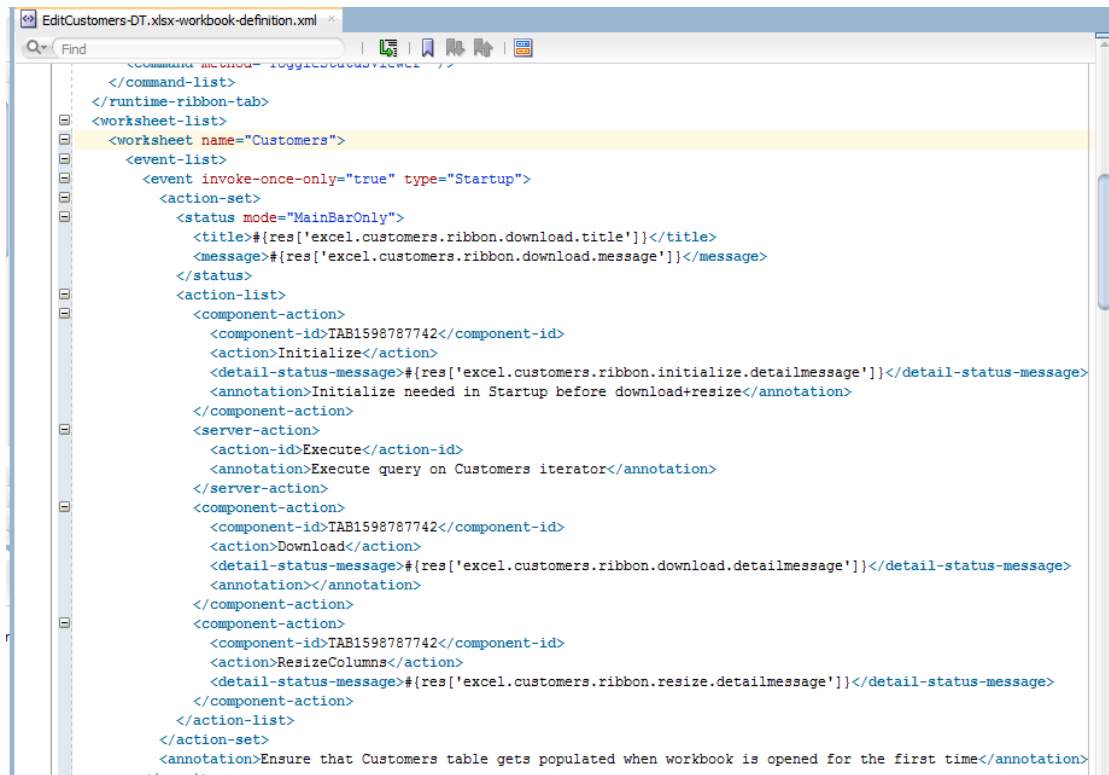 EditCustomers-DT.xlsx-workbook-definition.xml
Find
<command method="ToggleStatusViewer" />
</command-list>
</runtime-ribbon-tab>
<worksheet-list>
<worksheet name="Customers">
<event-list>
<event invoke-once-only="true" type="Startup">
<action-set>
<status mode="MainBarOnly">
<title>#{res['excel.customers.ribbon.download.title']}</title>
<message>#{res['excel.customers.ribbon.download.message']}</message>
</status>
<action-list>
<component-action>
<component-id>TAB1598787742</component-id>
<action>Initialize</action>
<detail-status-message>#{res['excel.customers.ribbon.initialize.detailmessage']}</detail-status-message>
<annotation>Initialize needed in Startup before download+resize</annotation>
</component-action>
<server-action>
<action-id>Execute</action-id>
<annotation>Execute query on Customers iterator</annotation>
</server-action>
<component-action>
<component-id>TAB1598787742</component-id>
<action>Download</action>
<detail-status-message>#{res['excel.customers.ribbon.download.detailmessage']}</detail-status-message>
<annotation></annotation>
</component-action>
<component-action>
<component-id>TAB1598787742</component-id>
<action>ResizeColumns</action>
<detail-status-message>#{res['excel.customers.ribbon.resize.detailmessage']}</detail-status-message>
</component-action>
</action-list>
</action-set>
<annotation>Ensure that Customers table gets populated when workbook is opened for the first time</annotation>